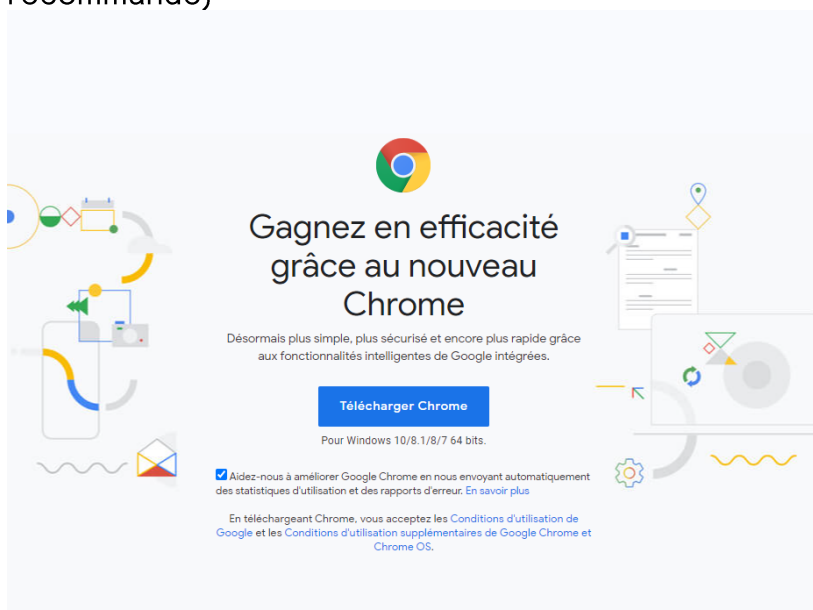 recommandé)
Gagnez en efficacité
grâce au nouveau
Chrome
Désormais plus simple, plus sécurisé et encore plus rapide grâce
aux fonctionnalités intelligentes de Google intégrées.
Télécharger Chrome
Pour Windows 10/8.1/8/7 64 bits.
Aidez-nous à améliorer Google Chrome en nous envoyant automatiquement
des statistiques d'utilisation et des rapports d'erreur. En savoir plus
En téléchargeant Chrome, vous acceptez les Conditions d'utilisation de
Google et les Conditions d'utilisation supplémentaires de Google Chrome et
Chrome OS.